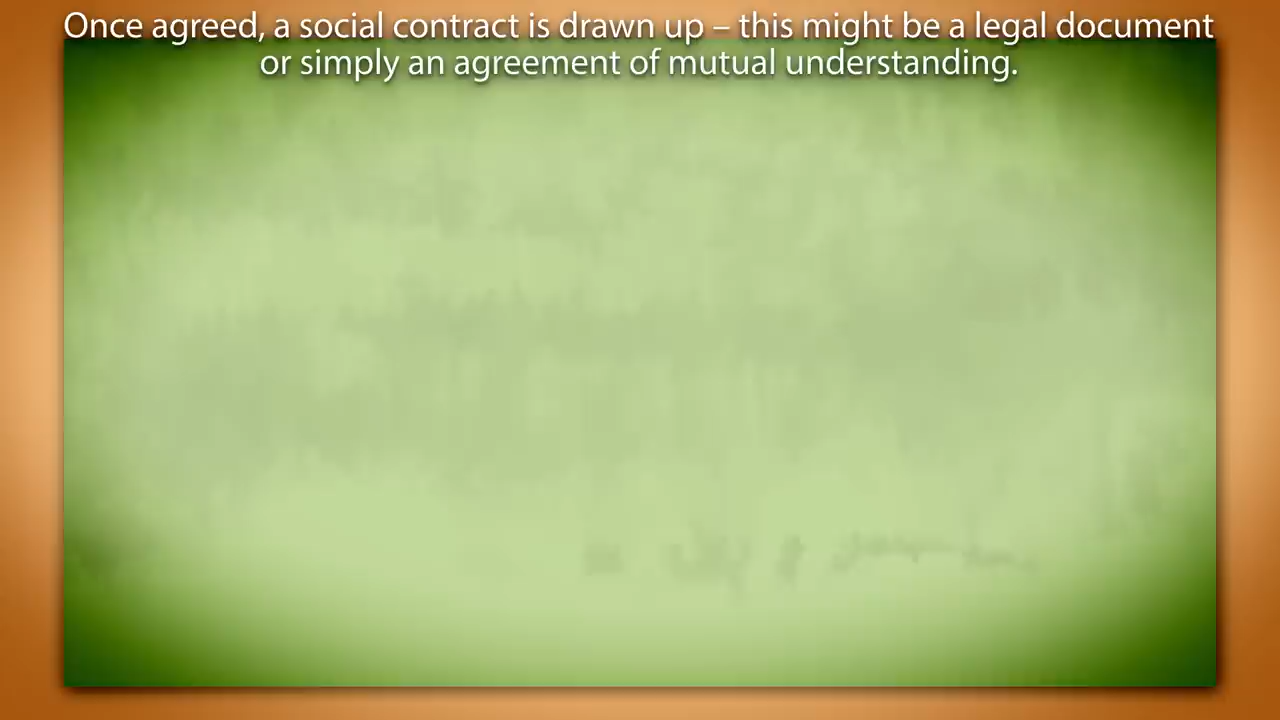 Once agreed, a social contract is drawn up – this might be a legal document
or simply an agreement of mutual understanding.